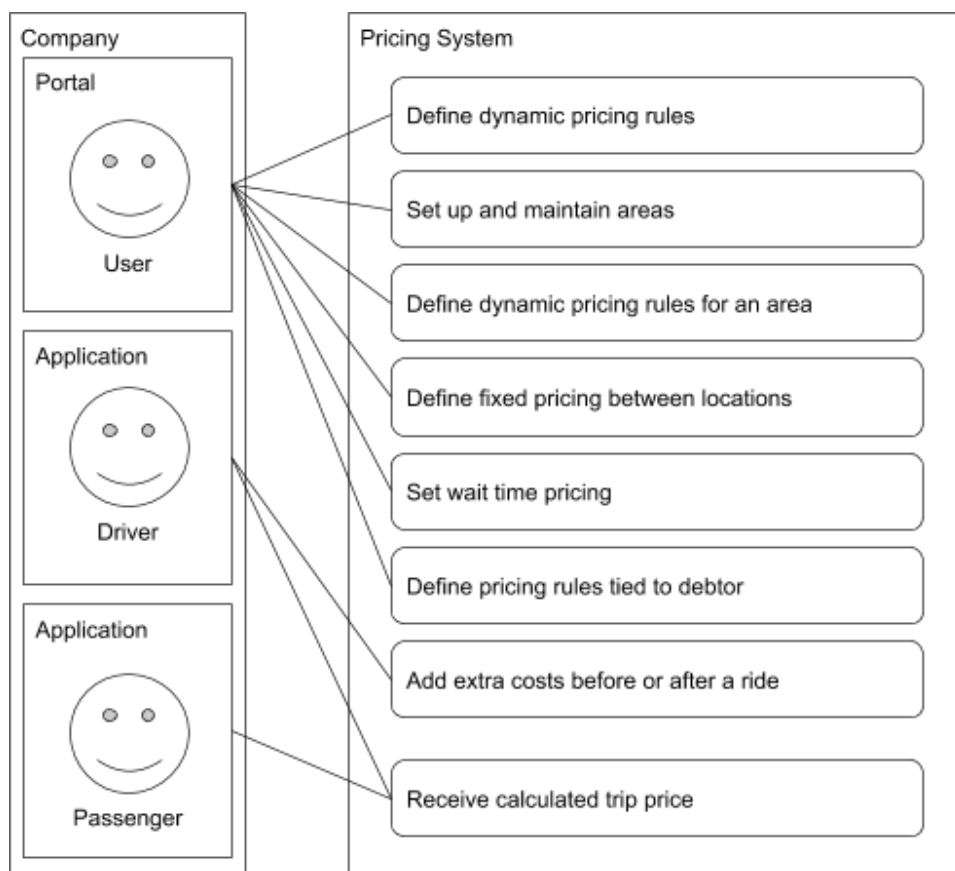 Company
Portal
User
Application
Driver
Application
Passenger
Pricing System
Define dynamic pricing rules
Set up and maintain areas
Define dynamic pricing rules for an area
Define fixed pricing between locations
Set wait time pricing
Define pricing rules tied to debtor
Add extra costs before or after a ride
Receive calculated trip price